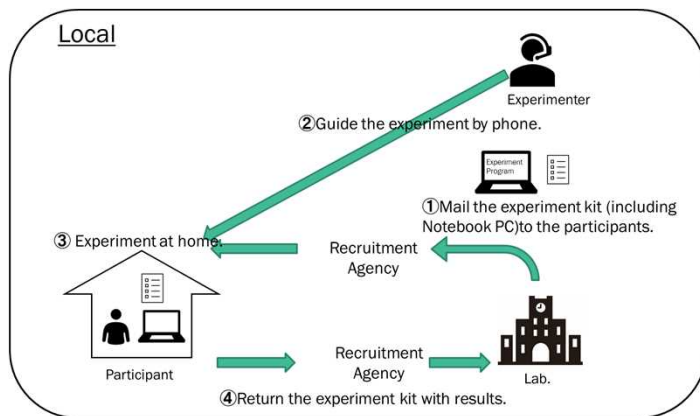 Local
Experimenter
②Guide the experiment by phone.
Experiment
Program
①Mail the experiment kit (including
Notebook PC)to the participants.
③ Experiment at home.
Recruitment
Agency
Recruitment
Agency
Participant
Lab.
④Return the experiment kit with results.